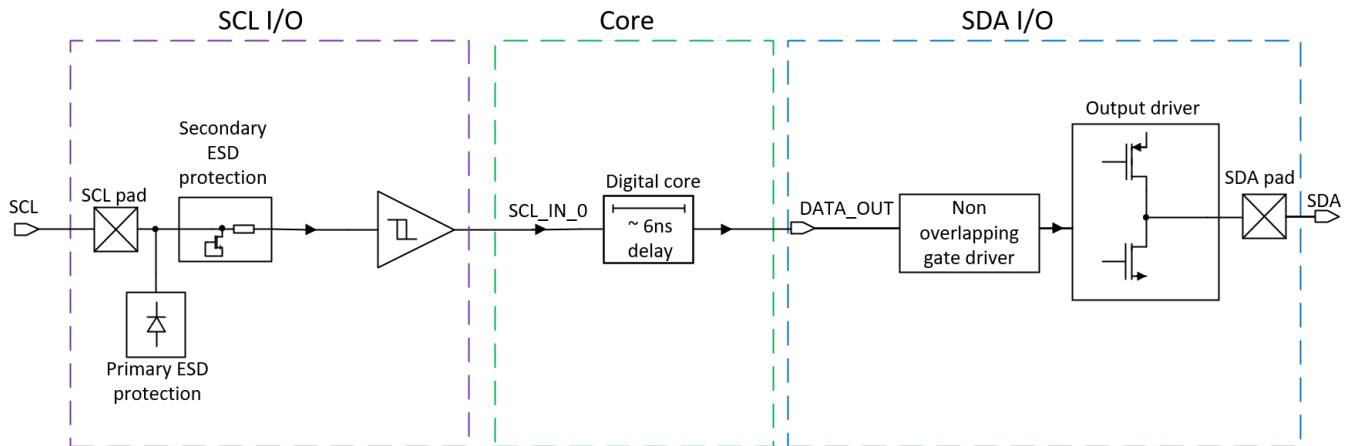 SCL I/O
Core
SDA I/O
Secondary
ESD
protection
SCL pad
SCL
Primary ESD
protection
SCL_IN_0
Digital core
~ 6ns
delay
DATA_OUT
Non
overlapping
gate driver
Output driver
SDA pad
SDA